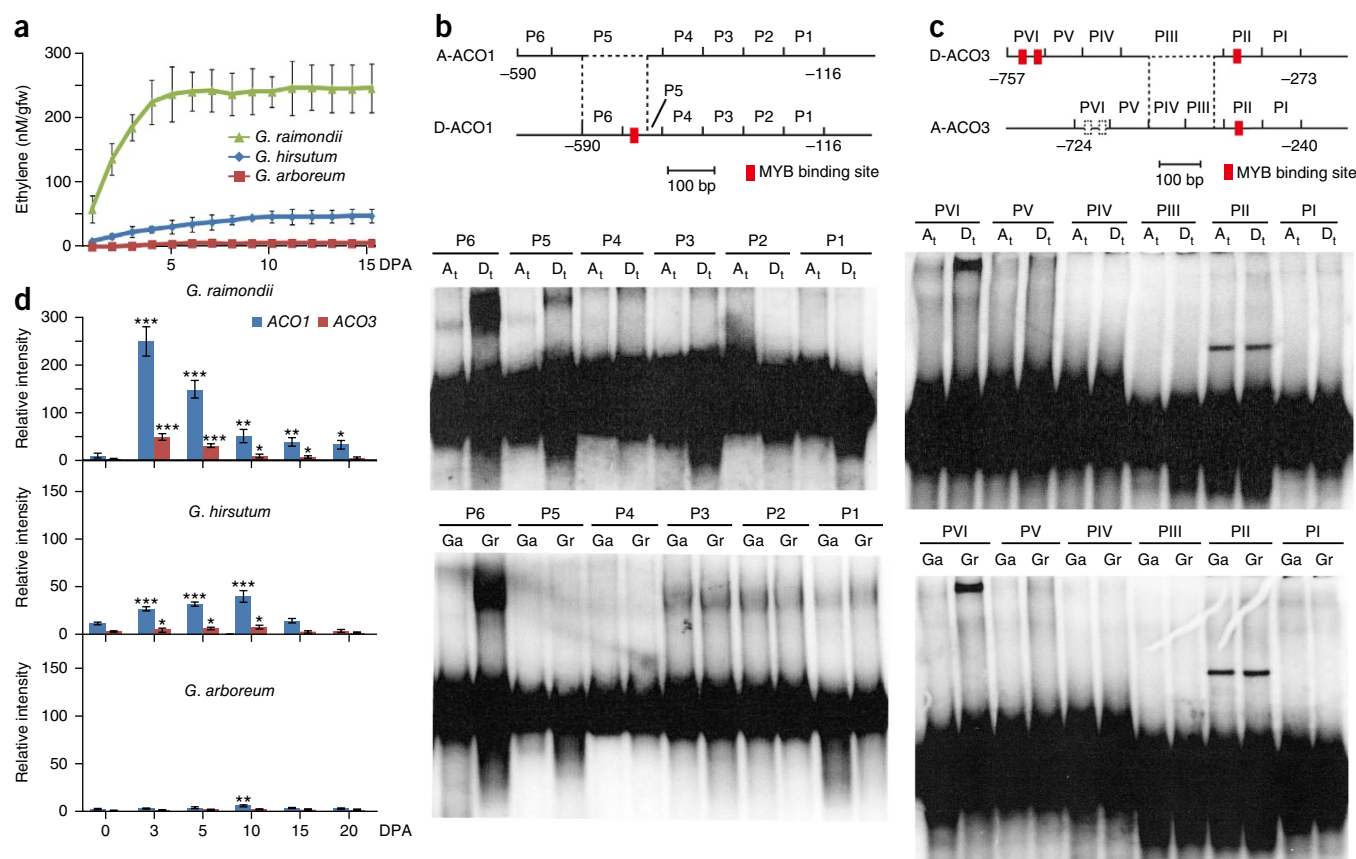 a
Ethylene (nM/gfw)
300
200
100
0
G. raimondii
G. hirsutum
G. arboreum
5 10 15 DPA
b
P6 P5 P4 P3 P2 P1
A-ACO1
–590 –116
P5
P6 P4 P3 P2 P1
D-ACO1
–590 –116
100 bp
MYB binding site
P6 P5 P4 P3 P2 P1
At Dt At Dt At Dt At Dt At Dt At Dt
P6 P5 P4 P3 P2 P1
Ga Gr Ga Gr Ga Gr Ga Gr Ga Gr Ga Gr
c
PVI PV PIV PIII PII PI
D-ACO3
–757 –273
PVI PV PIV PIII PII PI
A-ACO3
–724 –240
100 bp
MYB binding site
PVI PV PIV PIII PII PI
At Dt At Dt At Dt At Dt At Dt At Dt
PVI PV PIV PIII PII PI
Ga Gr Ga Gr Ga Gr Ga Gr Ga Gr Ga Gr
d
G. raimondii
ACO1 ACO3
Relative intensity
300
200
100
0
*** *** *** *** ** * ** * *
G. hirsutum
Relative intensity
150
100
50
0
*** * *** * *** *
G. arboreum
Relative intensity
150
100
50
0
**
0 3 5 10 15 20 DPA